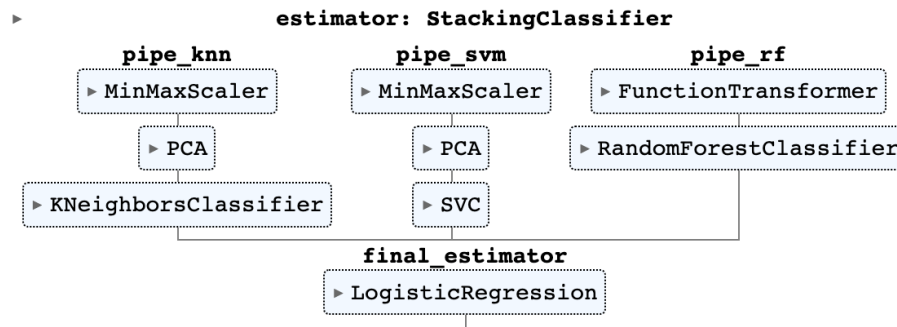 estimator: StackingClassifier
pipe_knn pipe_svm pipe_rf
MinMaxScaler MinMaxScaler FunctionTransformer
PCA PCA RandomForestClassifier
KNeighborsClassifier SVC
final_estimator
LogisticRegression